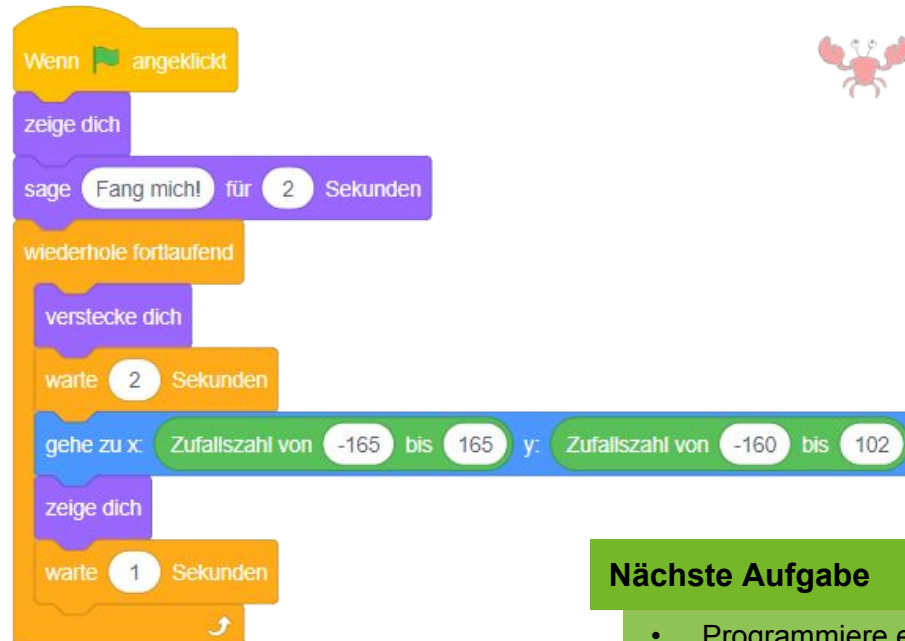 Wenn angeklickt
zeige dich
sage Fang mich! für 2 Sekunden
wiederhole fortlaufend
verstecke dich
warte 2 Sekunden
gehe zu x: Zufallszahl von -165 bis 165 y: Zufallszahl von -160 bis 102
zeige dich
warte 1 Sekunden
Nächste Aufgabe
• Programmiere